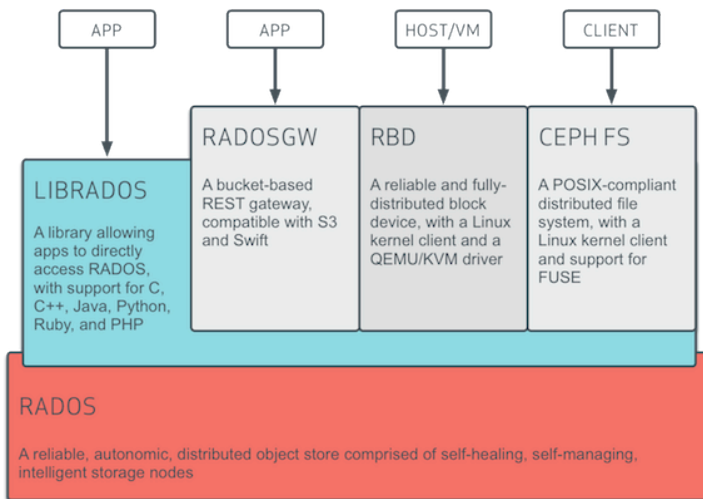 APP
APP
HOST/VM
CLIENT
LIBRADOS
A library allowing
apps to directly
access RADOS,
with support for C,
C++, Java, Python,
Ruby, and PHP
RADOSGW
A bucket-based
REST gateway,
compatible with S3
and Swift
RBD
A reliable and fully-
distributed block
device, with a Linux
kernel client and a
QEMU/KVM driver
CEPH FS
A POSIX-compliant
distributed file
system, with a
Linux kernel client
and support for
FUSE
RADOS
A reliable, autonomic, distributed object store comprised of self-healing, self-managing,
intelligent storage nodes